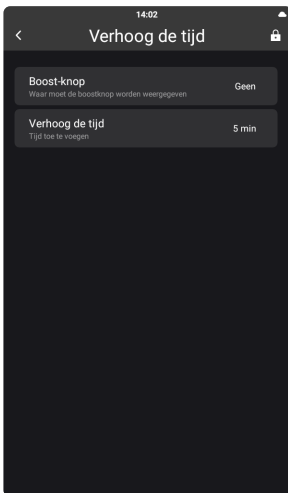 14:02
Verhoog de tijd
Boost-knop
Waar moet de boostknop worden weergegeven
Geen
Verhoog de tijd
Tijd toe te voegen
5 min